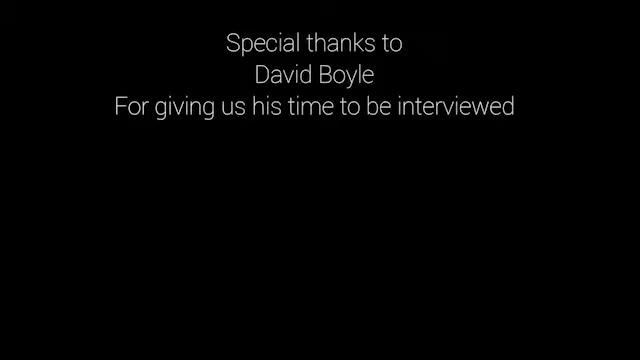 Special thanks to
David Boyle
For giving us his time to be interviewed